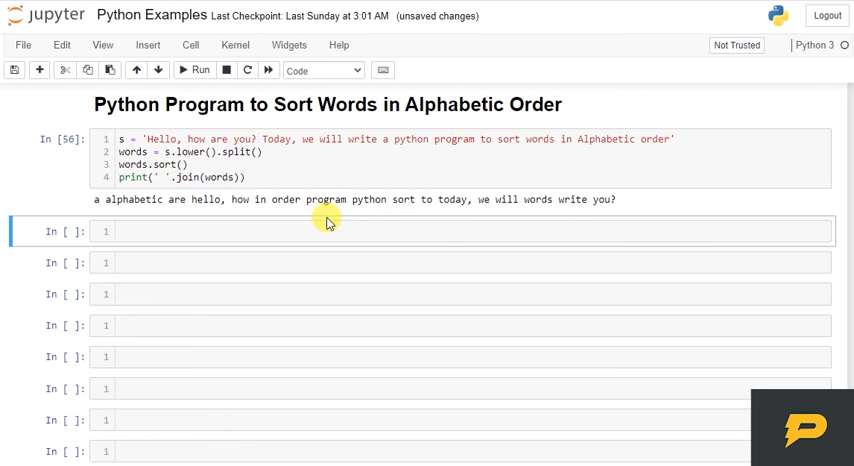 jupyter Python Examples Last Checkpoint: Last Sunday at 3:01 AM (unsaved changes) Logout
File Edit View Insert Cell Kernel Widgets Help Not Trusted Python 3
Run Code
Python Program to Sort Words in Alphabetic Order
In [56]: 1 s = 'Hello, how are you? Today, we will write a python program to sort words in Alphabetic order'
2 words = s.lower().split()
3 words.sort()
4 print(' '.join(words))
a alphabetic are hello, how in order program python sort to today, we will words write you?
In [ ]: 1
In [ ]: 1
In [ ]: 1
In [ ]: 1
In [ ]: 1
In [ ]: 1
In [ ]: 1
In [ ]: 1